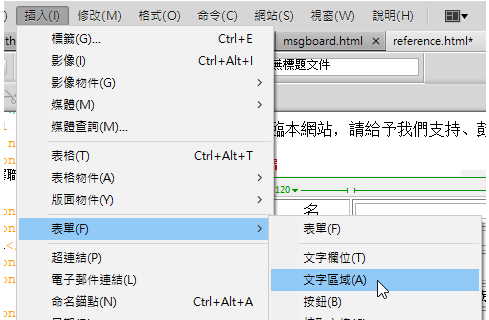 插入(I) 修改(M) 格式(O) 命令(C) 網站(S) 視窗(W) 說明(H)
標籤(G)... Ctrl+E
msgboard.html × reference.html*
影像(I) Ctrl+Alt+I
無標題文件
影像物件(G)
媒體(M)
媒體查詢(M)...
臨本網站，請給予我們支持、
表格(T) Ctrl+Alt+T
表格物件(A)
120
版面物件(Y)
名
表單(F)
表單(F)
超連結(P)
文字欄位(T)
電子郵件連結(L)
文字區域(A)
命名錨點(N) Ctrl+Alt+A
按鈕(B)